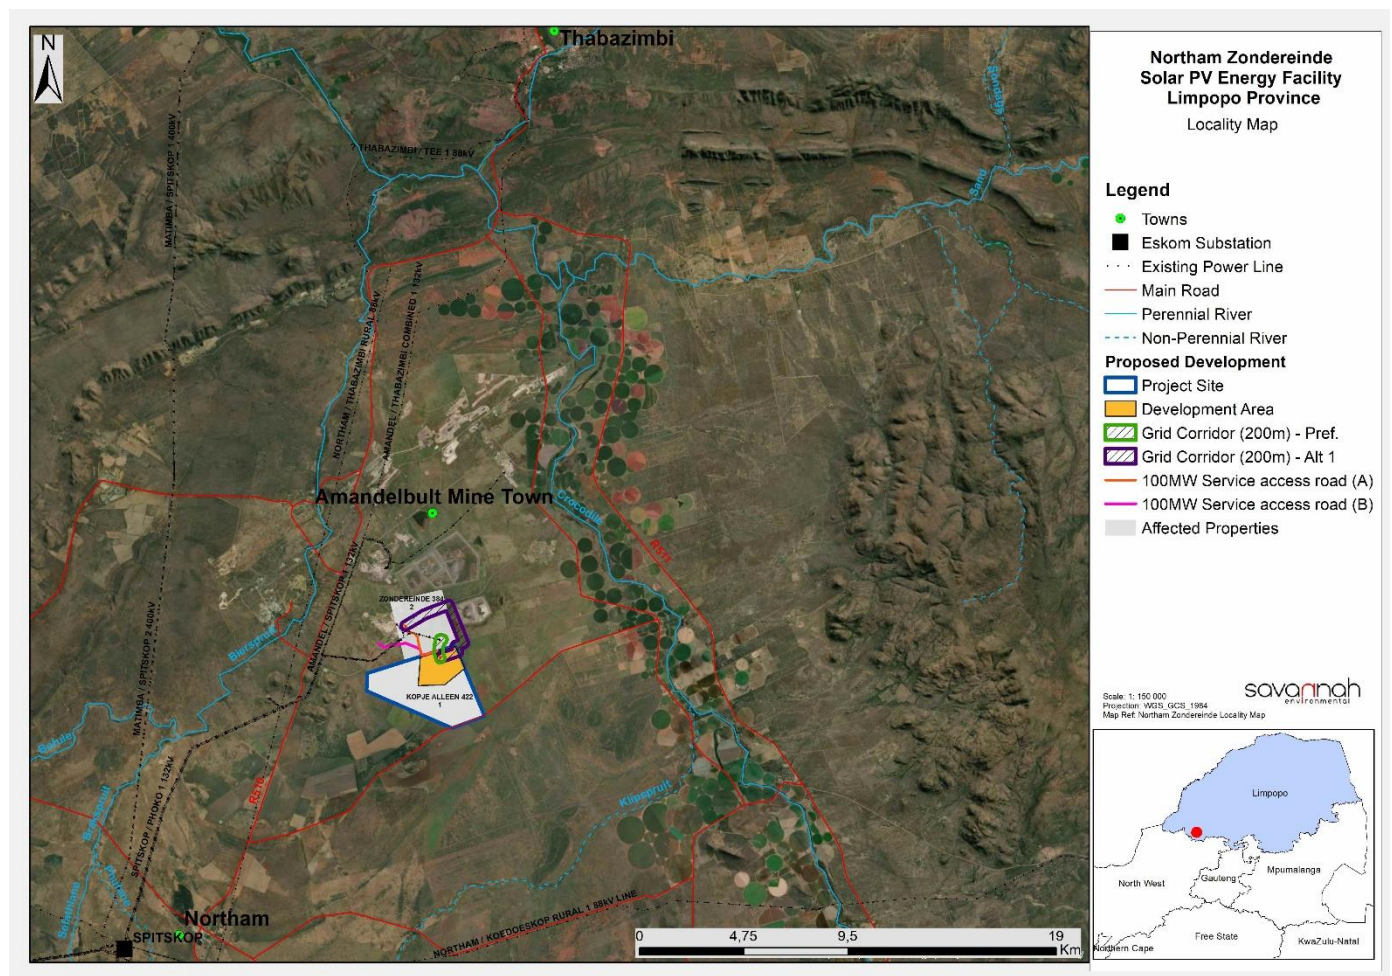 N
Thabazimbi
Sondags
MATIMBA / SPITSKOP 1 400kV
? THABAZIMBI / TEE 1 88kV
Sand
NORTHAM / THABAZIMBI RURAL 88kV
AMANDEL / THABAZIMBI COMBINED 1 132kV
Amandelbult Mine Town
Crocodile
R511
AMANDEL / SPITSKOP 1 132kV
ZONDEREINDE 384
2
Bierspruit
MATIMBA / SPITSKOP 2 400kV
KOPJE ALLEEN 422
1
Bofule
SPITSKOP / PHOKO 1 132kV
R510
Klipspruit
Brakspruit
Sefathlane
Northam
SPITSKOP
NORTHAM / KOEDOESKOP RURAL 1 88kV LINE
0 4,75 9,5 19
Km
Northam Zondereinde
Solar PV Energy Facility
Limpopo Province
Locality Map
Legend
Towns
Eskom Substation
Existing Power Line
Main Road
Perennial River
Non-Perennial River
Proposed Development
Project Site
Development Area
Grid Corridor (200m) - Pref.
Grid Corridor (200m) - Alt 1
100MW Service access road (A)
100MW Service access road (B)
Affected Properties
Scale: 1: 150 000
Projection: WGS_GCS_1984
Map Ref: Northam Zondereinde Locality Map
savannah
environmental
Limpopo
North West
Gauteng
Mpumalanga
Free State
KwaZulu-Natal
Northern Cape